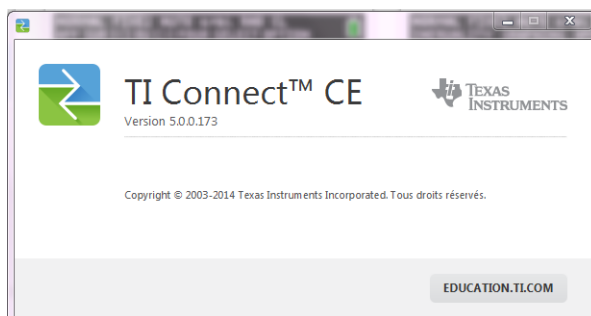 TI Connect™ CE
Version 5.0.0.173
TEXAS
INSTRUMENTS
Copyright © 2003-2014 Texas Instruments Incorporated. Tous droits réservés.
EDUCATION.TI.COM